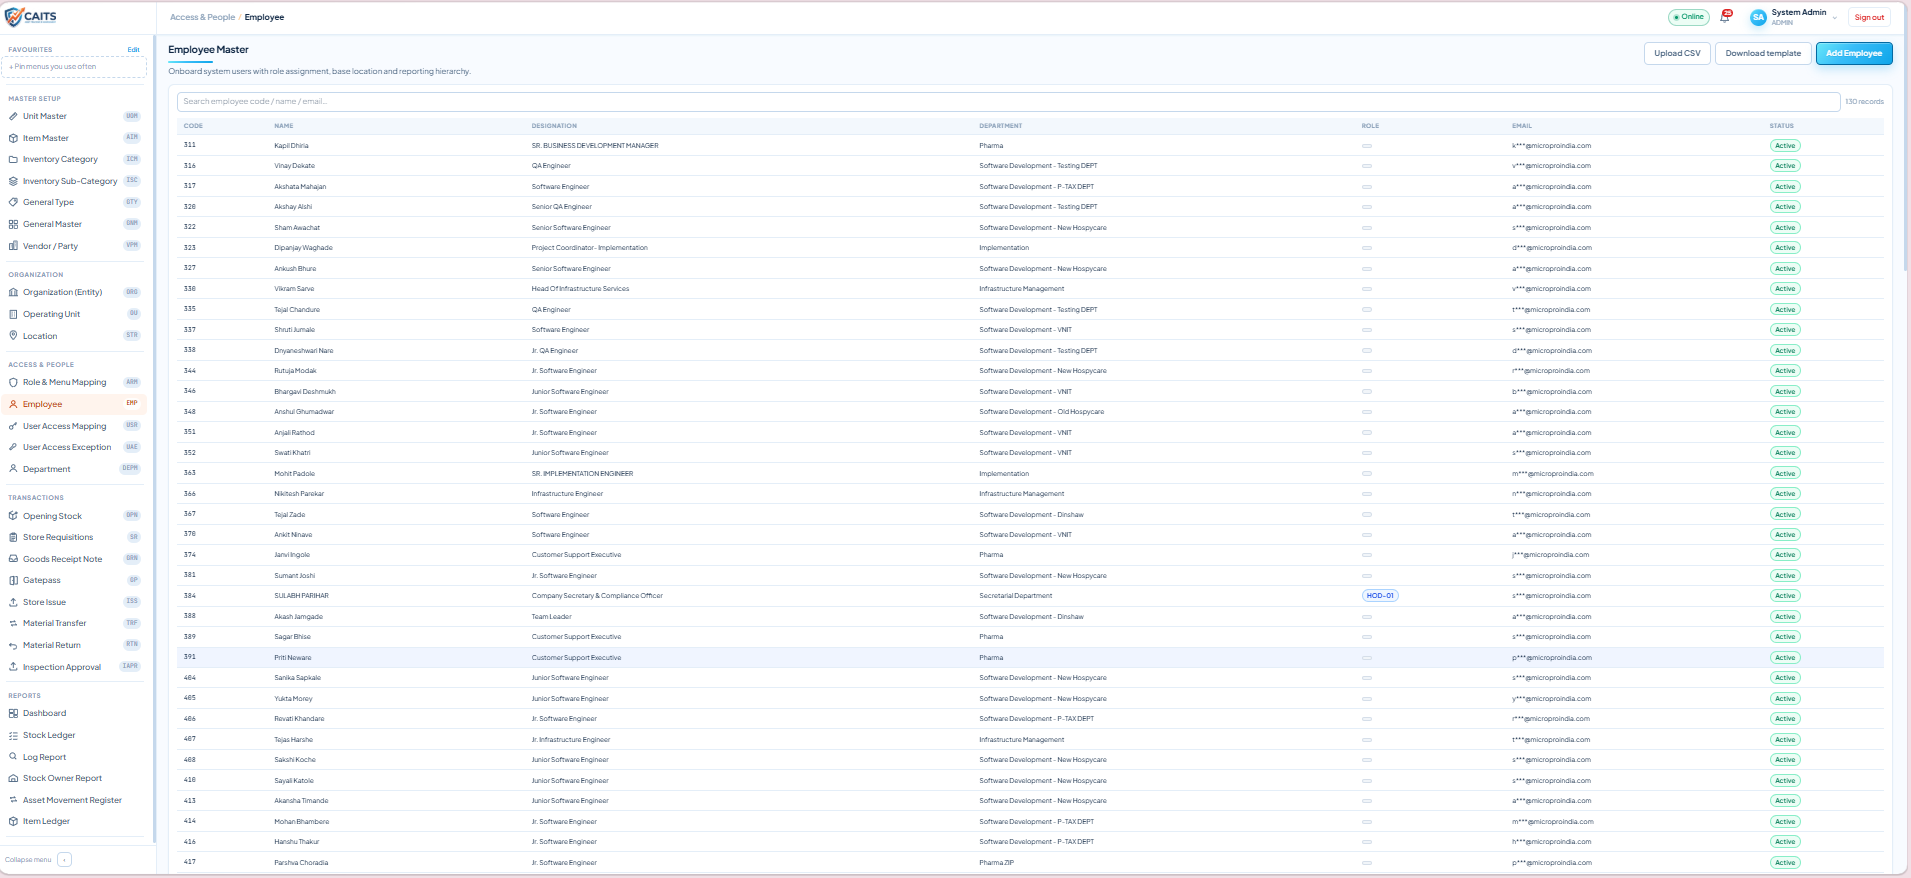 CAITS
Access & People / Employee
Online
25
SA
System Admin
ADMIN
Sign out
FAVOURITES Edit
+ Pin menus you use often
MASTER SETUP
Unit Master UOM
Item Master AIM
Inventory Category ICM
Inventory Sub-Category ISC
General Type GTY
General Master GNM
Vendor / Party VPM
ORGANIZATION
Organization (Entity) ORG
Operating Unit OU
Location STR
ACCESS & PEOPLE
Role & Menu Mapping ARM
Employee EMP
User Access Mapping USR
User Access Exception UAE
Department DEPM
TRANSACTIONS
Opening Stock OPN
Store Requisitions SR
Goods Receipt Note GRN
Gatepass GP
Store Issue ISS
Material Transfer TRF
Material Return RTN
Inspection Approval IAPR
REPORTS
Dashboard
Stock Ledger
Log Report
Stock Owner Report
Asset Movement Register
Item Ledger
Collapse menu
Employee Master
Onboard system users with role assignment, base location and reporting hierarchy.
Upload CSV Download template Add Employee
Search employee code / name / email...
130 records
CODE NAME DESIGNATION DEPARTMENT ROLE EMAIL STATUS
311 Kapil Dhiria SR. BUSINESS DEVELOPMENT MANAGER Pharma k***@microproindia.com Active
316 Vinay Dekate QA Engineer Software Development - Testing DEPT v***@microproindia.com Active
317 Akshata Mahajan Software Engineer Software Development - P-TAX DEPT a***@microproindia.com Active
320 Akshay Alshi Senior QA Engineer Software Development - Testing DEPT a***@microproindia.com Active
322 Sham Awachat Senior Software Engineer Software Development - New Hospycare s***@microproindia.com Active
323 Dipanjay Waghade Project Coordinator- Implementation Implementation d***@microproindia.com Active
327 Ankush Bhure Senior Software Engineer Software Development - New Hospycare a***@microproindia.com Active
330 Vikram Sarve Head Of Infrastructure Services Infrastructure Management v***@microproindia.com Active
335 Tejal Chandure QA Engineer Software Development - Testing DEPT t***@microproindia.com Active
337 Shruti Jumale Software Engineer Software Development - VNIT s***@microproindia.com Active
338 Dnyaneshwari Nare Jr. QA Engineer Software Development - Testing DEPT d***@microproindia.com Active
344 Rutuja Modak Jr. Software Engineer Software Development - New Hospycare r***@microproindia.com Active
346 Bhargavi Deshmukh Junior Software Engineer Software Development - VNIT b***@microproindia.com Active
348 Anshul Ghumadwar Jr. Software Engineer Software Development - Old Hospycare a***@microproindia.com Active
351 Anjali Rathod Jr. Software Engineer Software Development - VNIT a***@microproindia.com Active
352 Swati Khatri Junior Software Engineer Software Development - VNIT s***@microproindia.com Active
363 Mohit Padole SR. IMPLEMENTATION ENGINEER Implementation m***@microproindia.com Active
366 Nikitesh Parekar Infrastructure Engineer Infrastructure Management n***@microproindia.com Active
367 Tejal Zade Software Engineer Software Development - Dinshaw t***@microproindia.com Active
370 Ankit Ninave Software Engineer Software Development - VNIT a***@microproindia.com Active
374 Janvi Ingole Customer Support Executive Pharma j***@microproindia.com Active
381 Sumant Joshi Jr. Software Engineer Software Development - New Hospycare s***@microproindia.com Active
384 SULABH PARIHAR Company Secretary & Compliance Officer Secretarial Department HOD-01 s***@microproindia.com Active
388 Akash Jamgade Team Leader Software Development - Dinshaw a***@microproindia.com Active
389 Sagar Bhise Customer Support Executive Pharma s***@microproindia.com Active
391 Priti Neware Customer Support Executive Pharma p***@microproindia.com Active
404 Sanika Sapkale Junior Software Engineer Software Development - New Hospycare s***@microproindia.com Active
405 Yukta Morey Junior Software Engineer Software Development - New Hospycare y***@microproindia.com Active
406 Revati Khandare Jr. Software Engineer Software Development - P-TAX DEPT r***@microproindia.com Active
407 Tejas Harshe Jr. Infrastructure Engineer Infrastructure Management t***@microproindia.com Active
408 Sakshi Koche Junior Software Engineer Software Development - New Hospycare s***@microproindia.com Active
410 Sayali Katole Junior Software Engineer Software Development - New Hospycare s***@microproindia.com Active
413 Akansha Timande Junior Software Engineer Software Development - New Hospycare a***@microproindia.com Active
414 Mohan Bhambere Jr. Software Engineer Software Development - P-TAX DEPT m***@microproindia.com Active
416 Hanshu Thakur Jr. Software Engineer Software Development - P-TAX DEPT h***@microproindia.com Active
417 Parshva Choradia Jr. Software Engineer Pharma ZIP p***@microproindia.com Active